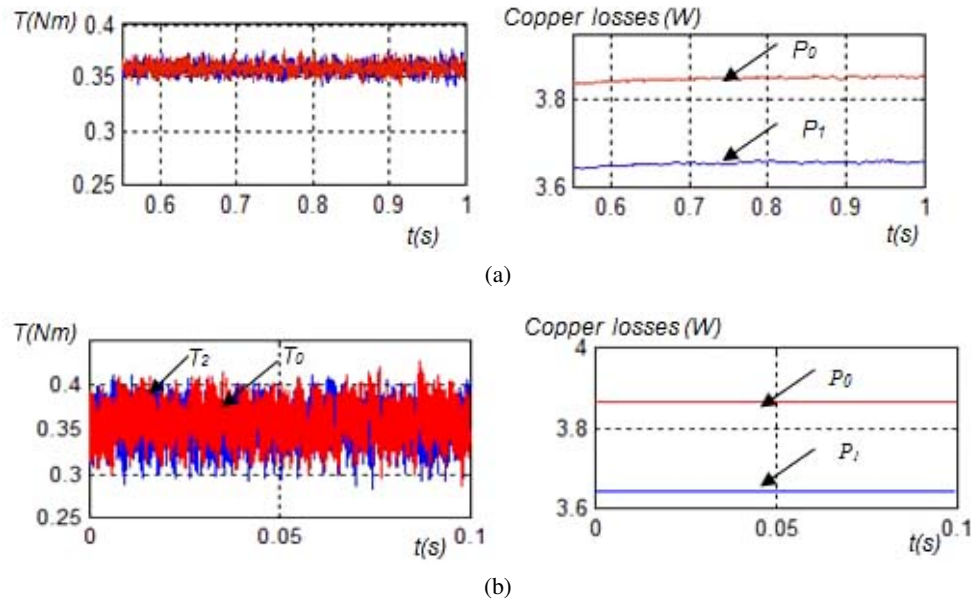 T(Nm)
0.4
0.35
0.3
0.25
0.6 0.7 0.8 0.9 1
t(s)
Copper losses (W)
P0
3.8
P1
3.6
0.6 0.7 0.8 0.9 1
t(s)
(a)
T(Nm)
T2 T0
0.4
0.35
0.3
0.25
0 0.05 0.1
t(s)
Copper losses (W)
4
P0
3.8
P1
3.6
0 0.05 0.1
t(s)
(b)